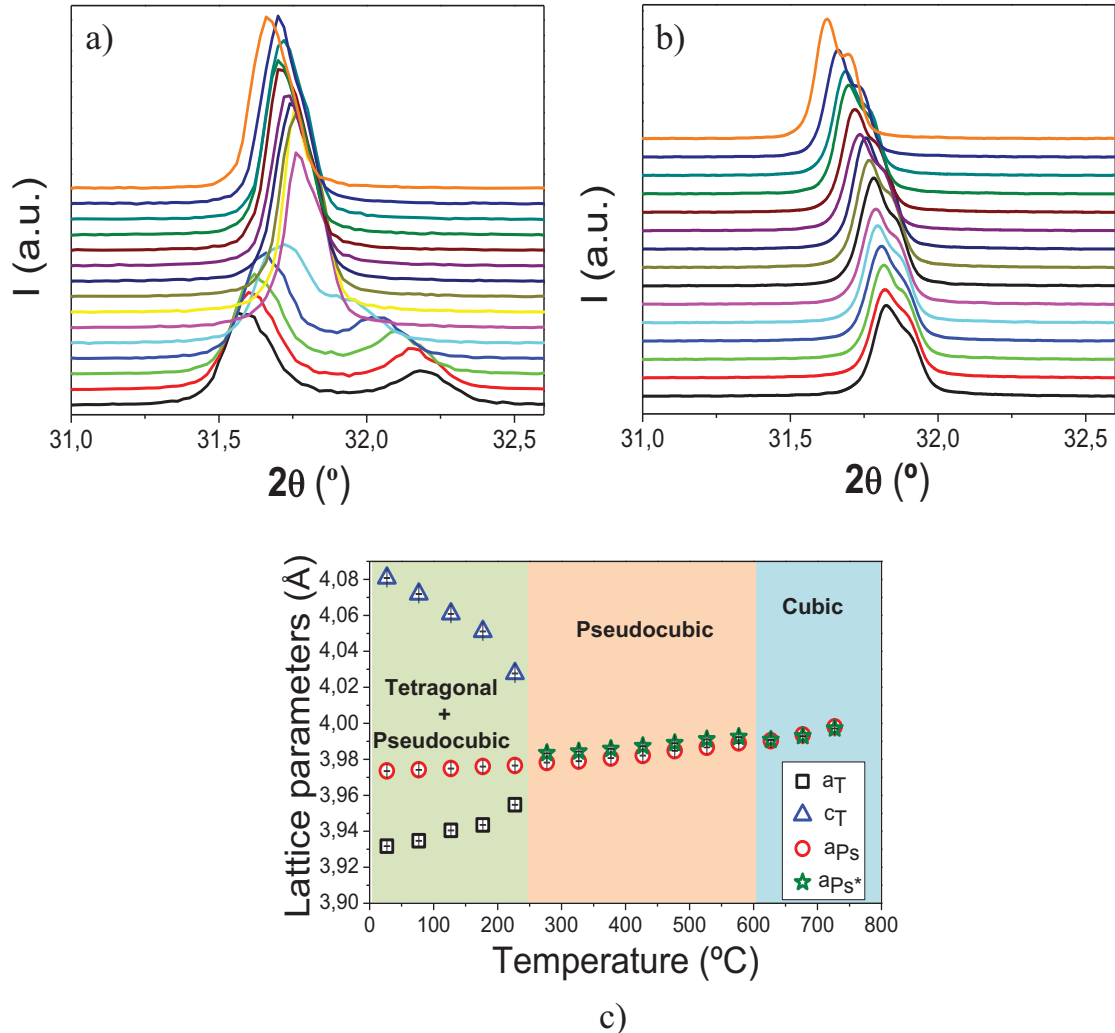 a)
I (a.u.)
31,0 31,5 32,0 32,5
2θ (º)
b)
I (a.u.)
31,0 31,5 32,0 32,5
2θ (º)
Lattice parameters (Å)
4,08
4,06
4,04
4,02
4,00
3,98
3,96
3,94
3,92
3,90
Tetragonal
+
Pseudocubic
Pseudocubic
Cubic
aT
cT
aPs
aPs*
0 100 200 300 400 500 600 700 800
Temperature (ºC)
c)